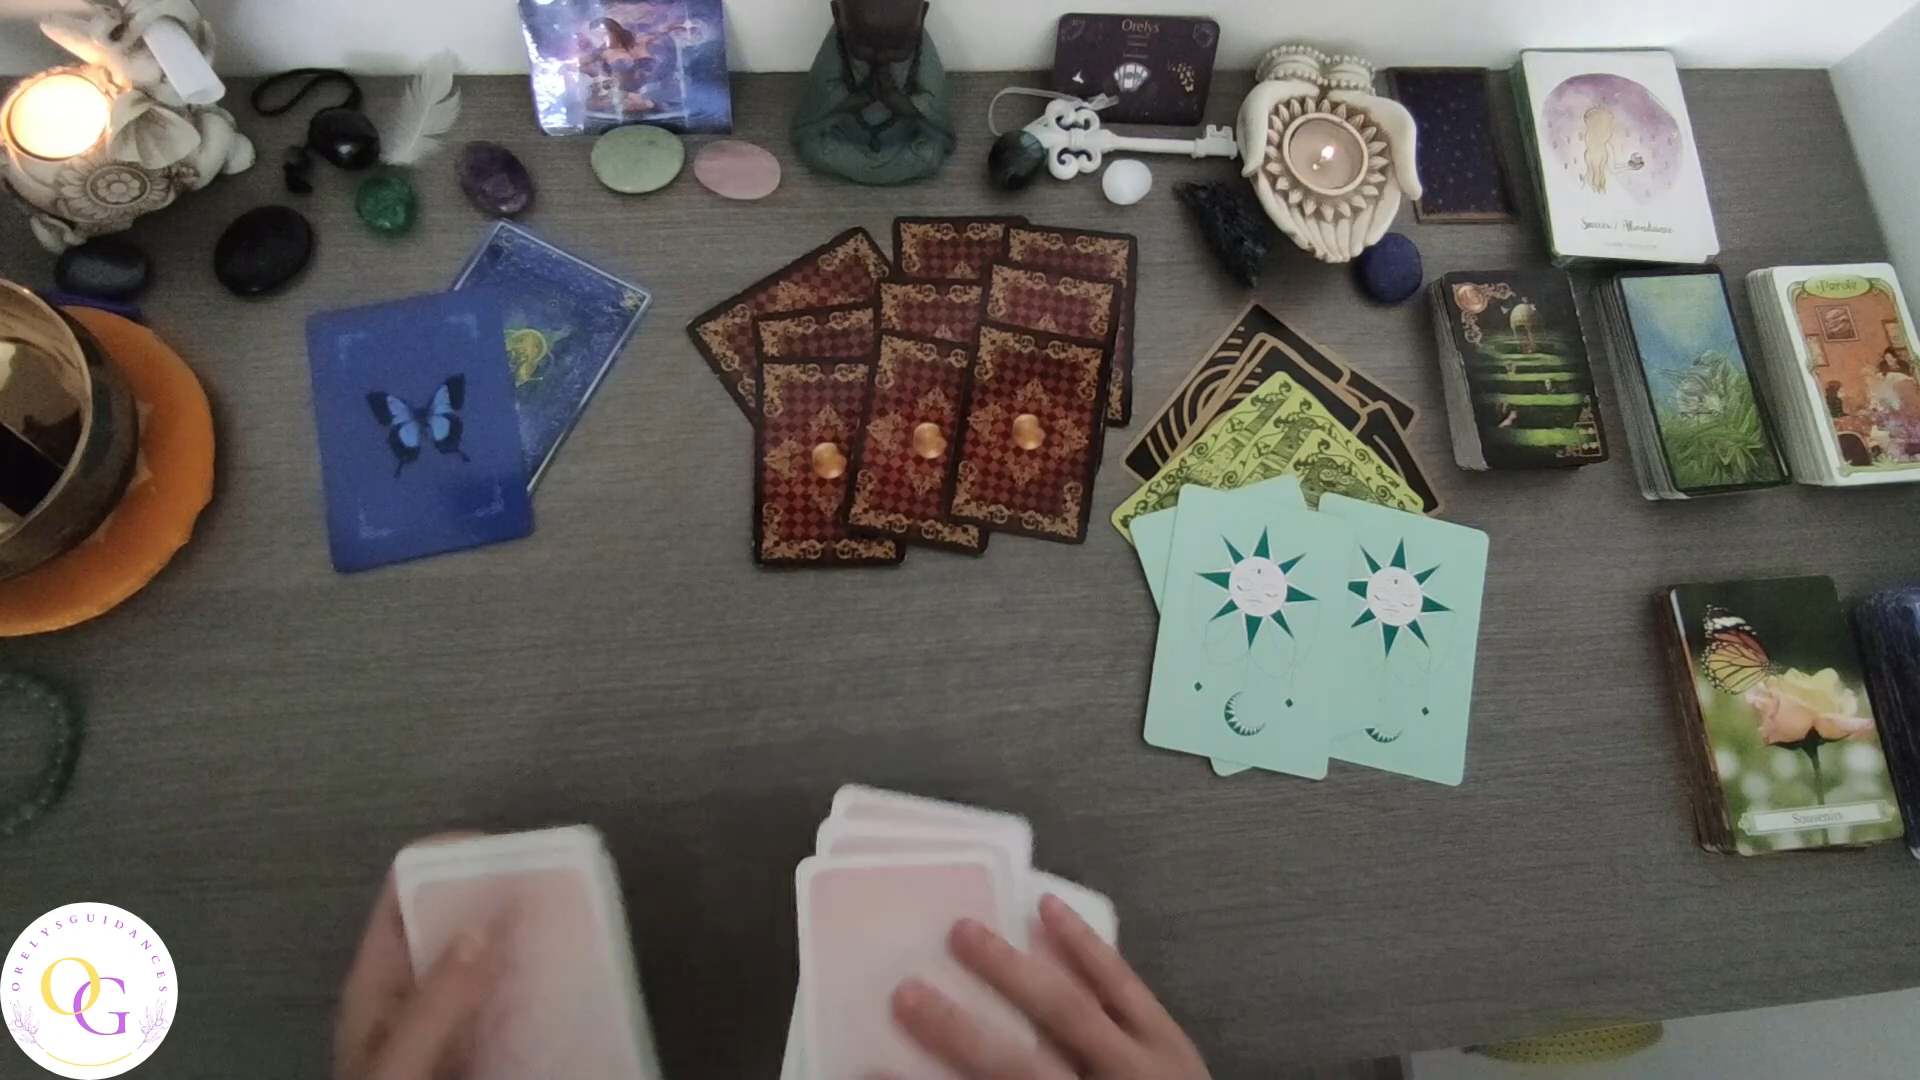 Orelys
Succès / Abondance
Parole
Souvenirs
ORELYSGUIDANCES
OG